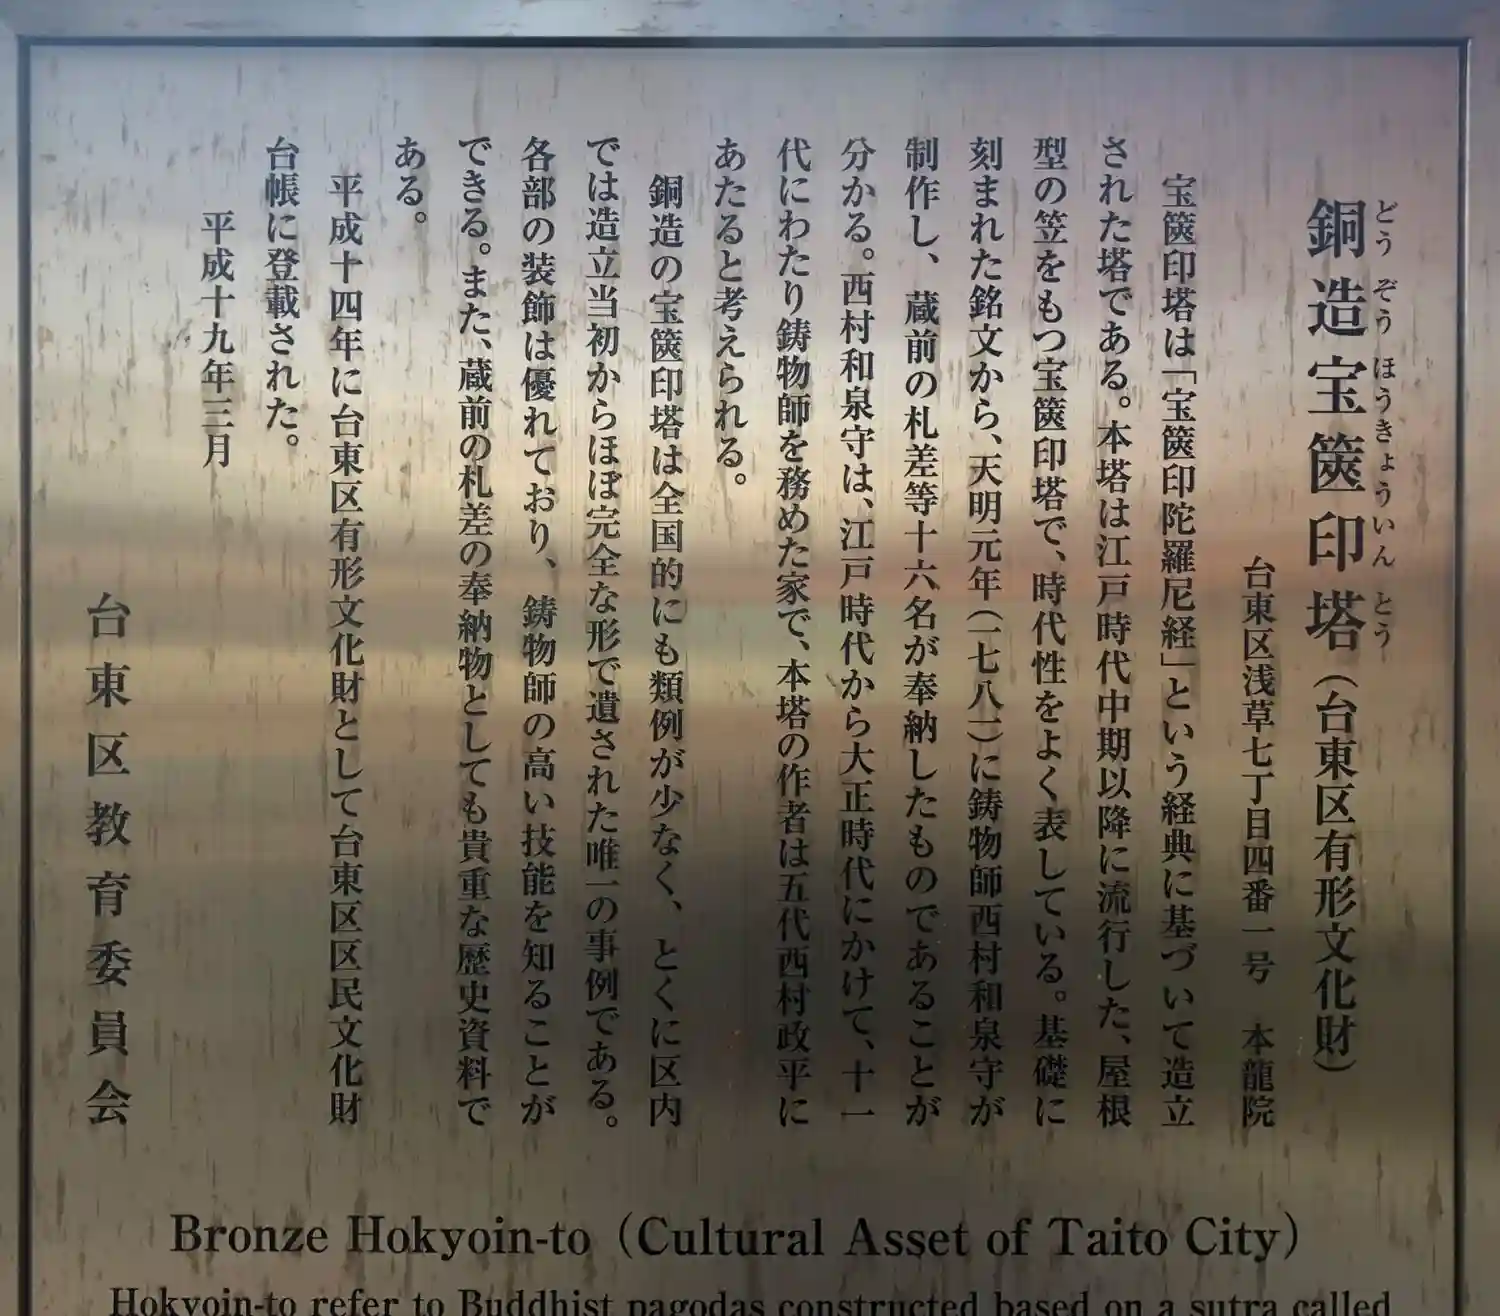 どうぞうほうきょういんとう
銅造宝篋印塔（台東区有形文化財）
台東区浅草七丁目四番一号　本龍院
宝篋印塔は「宝篋印陀羅尼経」という経典に基づいて造立
された塔である。本塔は江戸時代中期以降に流行した、屋根
型の笠をもつ宝篋印塔で、時代性をよく表している。基礎に
刻まれた銘文から、天明元年（一七八一）に鋳物師西村和泉守が
制作し、蔵前の札差等十六名が奉納したものであることが
分かる。西村和泉守は、江戸時代から大正時代にかけて、十一
代にわたり鋳物師を務めた家で、本塔の作者は五代西村政平に
あたると考えられる。
銅造の宝篋印塔は全国的にも類例が少なく、とくに区内
では造立当初からほぼ完全な形で遺された唯一の事例である。
各部の装飾は優れており、鋳物師の高い技能を知ることが
できる。また、蔵前の札差の奉納物としても貴重な歴史資料で
ある。
平成十四年に台東区有形文化財として台東区区民文化財
台帳に登載された。
平成十九年三月
台東区教育委員会
Bronze Hokyoin-to（Cultural Asset of Taito City）
Hokyoin-to refer to Buddhist pagodas constructed based on a sutra called